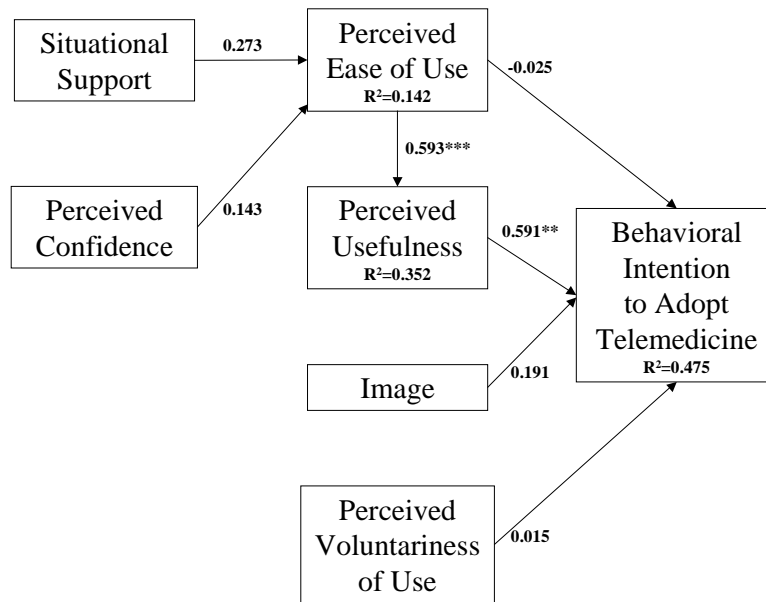 Situational
Support
0.273
Perceived
Ease of Use
R²=0.142
-0.025
0.593***
Perceived
Confidence
0.143
Perceived
Usefulness
R²=0.352
0.591**
Behavioral
Intention
to Adopt
Telemedicine
R²=0.475
Image
0.191
Perceived
Voluntariness
of Use
0.015